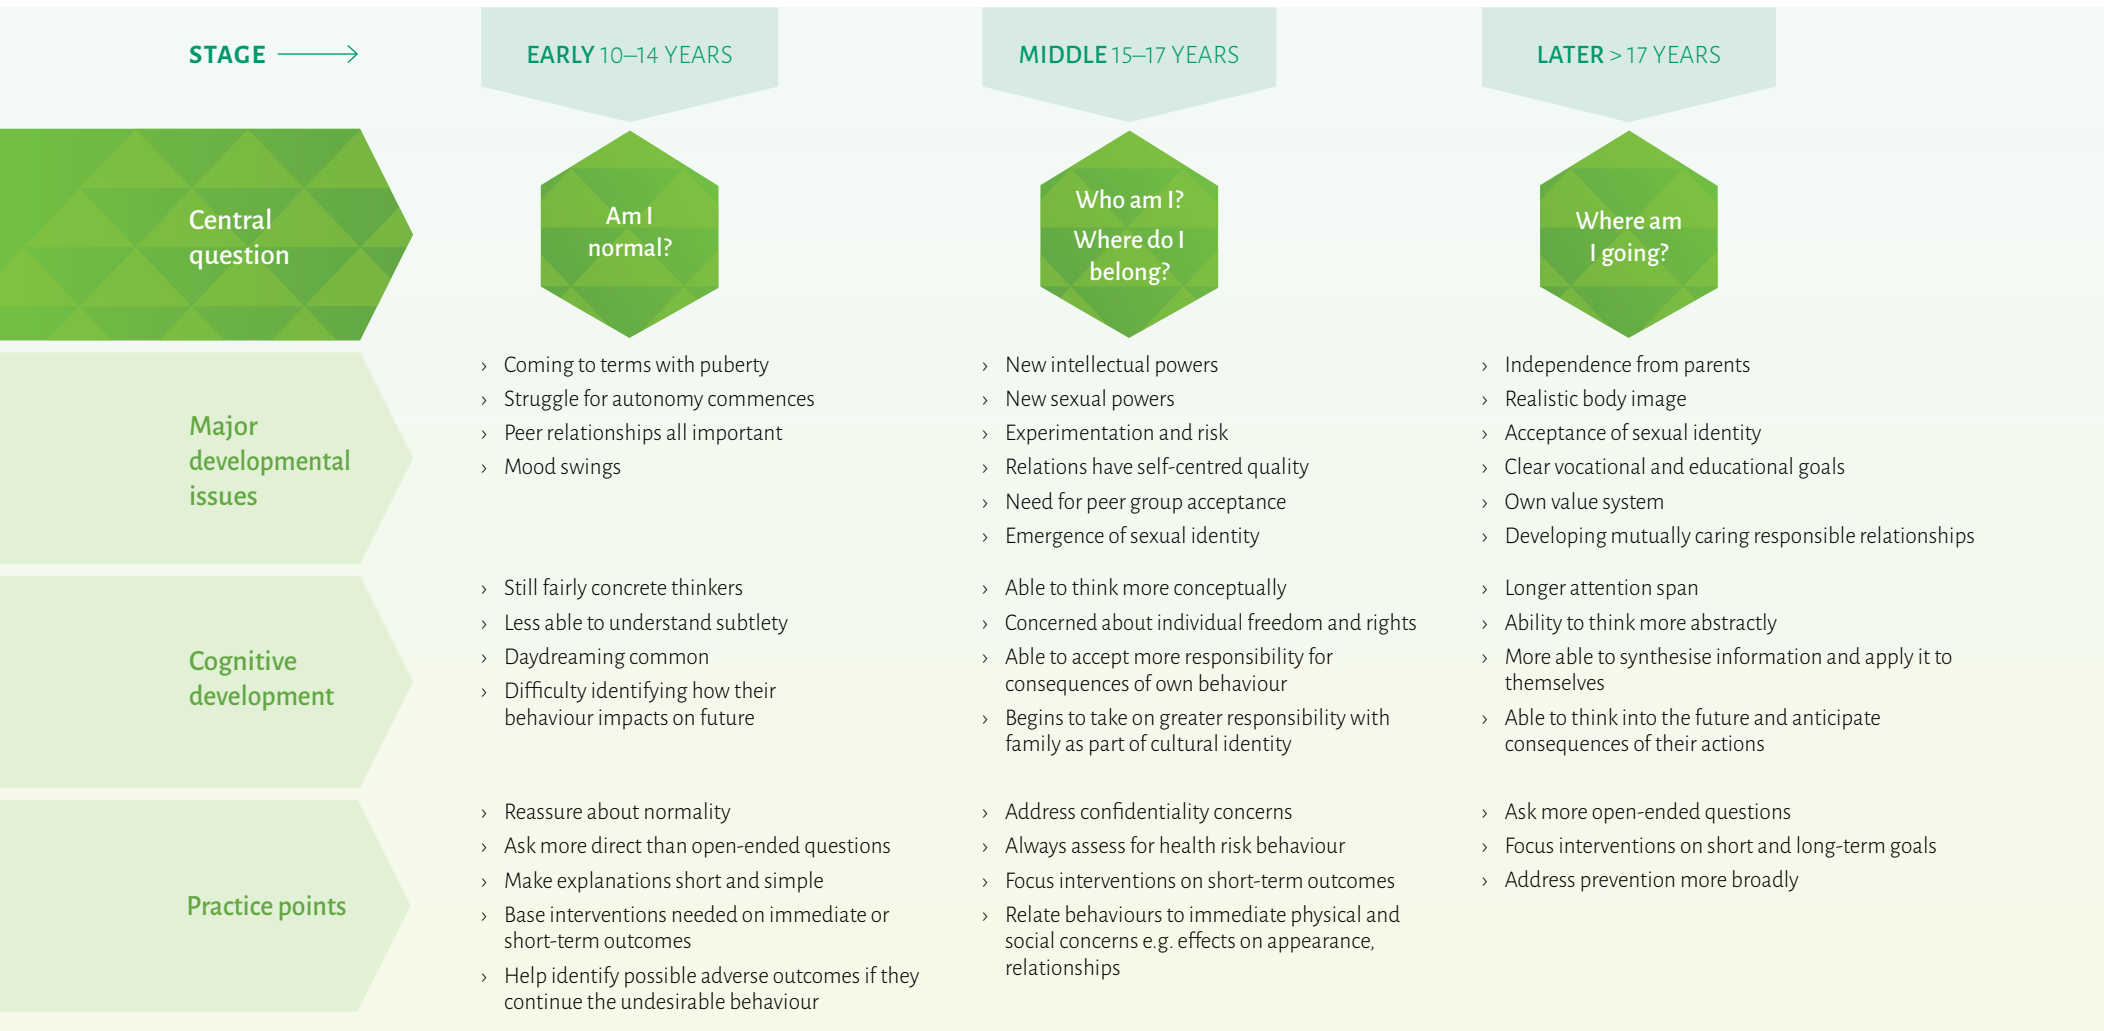 STAGE
EARLY 10–14 YEARS
MIDDLE 15–17 YEARS
LATER > 17 YEARS
Central
question
Am I
normal?
Who am I?
Where do I
belong?
Where am
I going?
Major
developmental
issues
› Coming to terms with puberty
› Struggle for autonomy commences
› Peer relationships all important
› Mood swings
› New intellectual powers
› New sexual powers
› Experimentation and risk
› Relations have self-centred quality
› Need for peer group acceptance
› Emergence of sexual identity
› Independence from parents
› Realistic body image
› Acceptance of sexual identity
› Clear vocational and educational goals
› Own value system
› Developing mutually caring responsible relationships
Cognitive
development
› Still fairly concrete thinkers
› Less able to understand subtlety
› Daydreaming common
› Difficulty identifying how their
behaviour impacts on future
› Able to think more conceptually
› Concerned about individual freedom and rights
› Able to accept more responsibility for
consequences of own behaviour
› Begins to take on greater responsibility with
family as part of cultural identity
› Longer attention span
› Ability to think more abstractly
› More able to synthesise information and apply it to
themselves
› Able to think into the future and anticipate
consequences of their actions
Practice points
› Reassure about normality
› Ask more direct than open-ended questions
› Make explanations short and simple
› Base interventions needed on immediate or
short-term outcomes
› Help identify possible adverse outcomes if they
continue the undesirable behaviour
› Address confidentiality concerns
› Always assess for health risk behaviour
› Focus interventions on short-term outcomes
› Relate behaviours to immediate physical and
social concerns e.g. effects on appearance,
relationships
› Ask more open-ended questions
› Focus interventions on short and long-term goals
› Address prevention more broadly